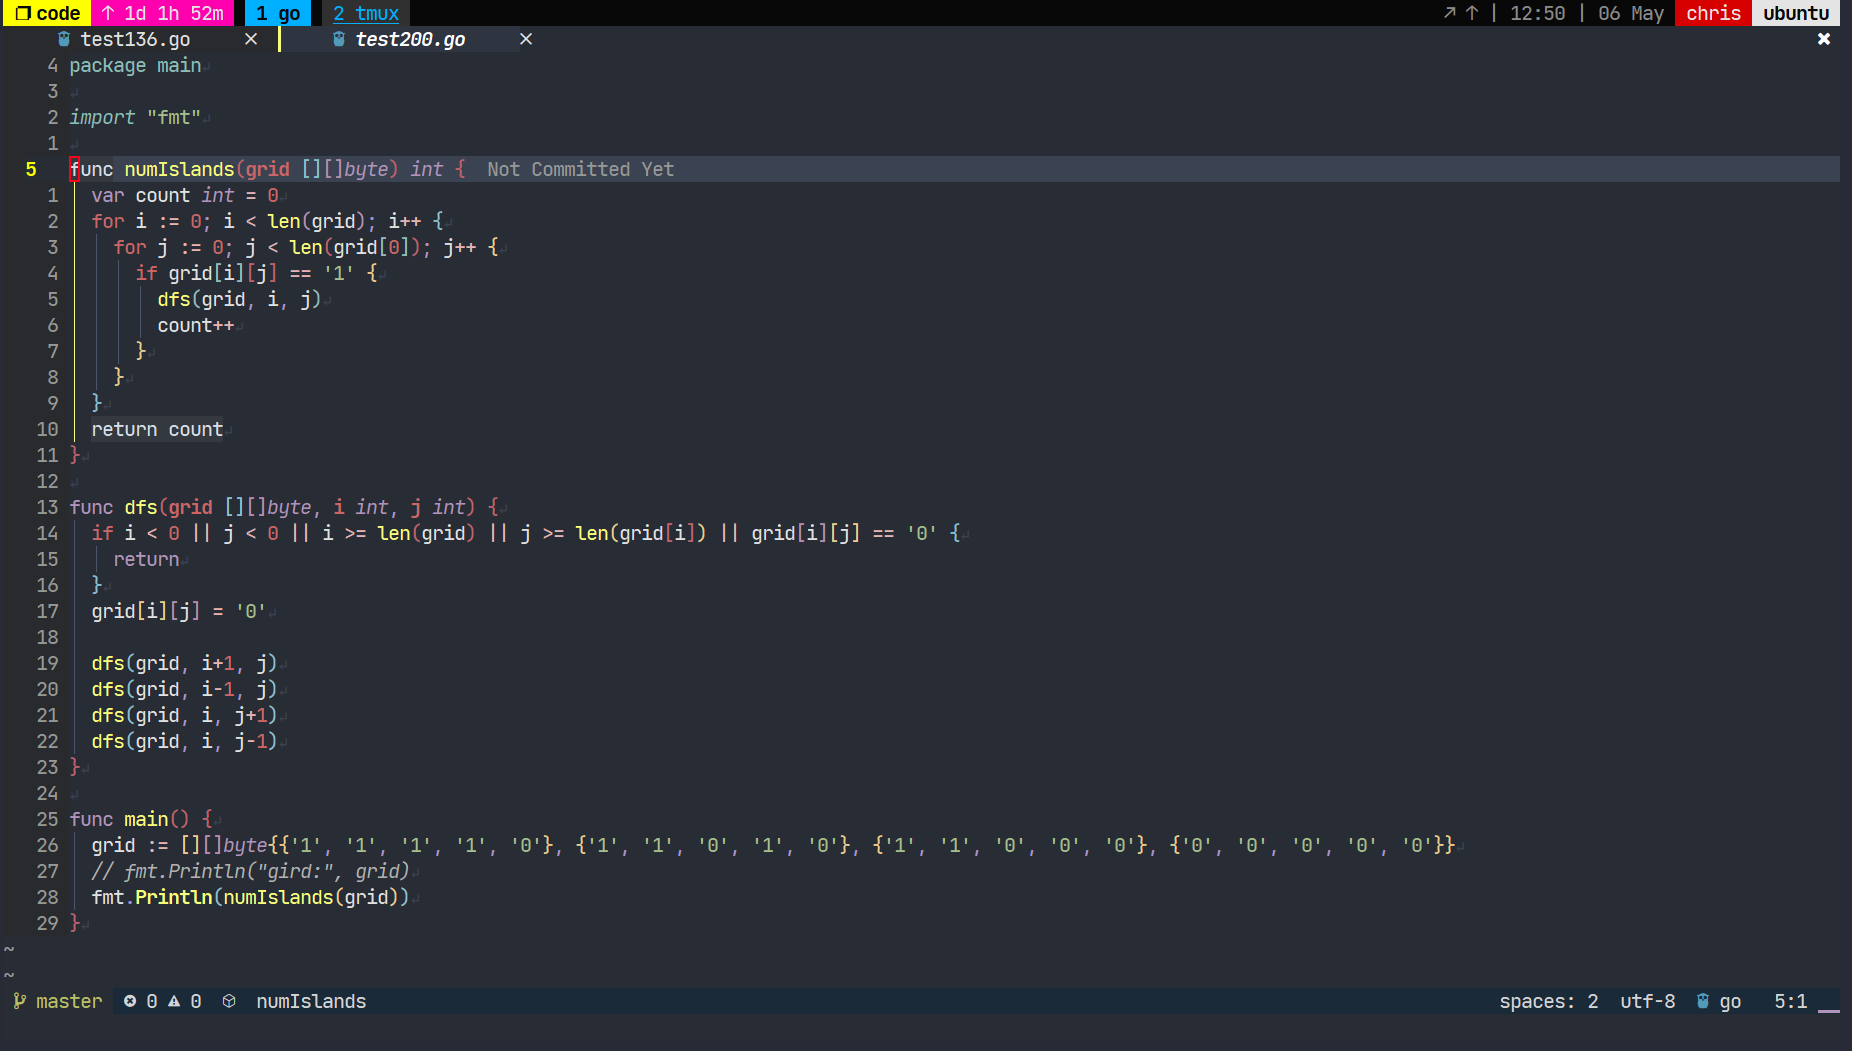 code ↑ 1d 1h 52m 1 go 2 tmux ↗ ↑ | 12:50 | 06 May chris ubuntu
test136.go × test200.go × ✖
4 package main
3
2 import "fmt"
1
5 func numIslands(grid [][]byte) int { Not Committed Yet
1 var count int = 0
2 for i := 0; i < len(grid); i++ {
3 for j := 0; j < len(grid[0]); j++ {
4 if grid[i][j] == '1' {
5 dfs(grid, i, j)
6 count++
7 }
8 }
9 }
10 return count
11 }
12
13 func dfs(grid [][]byte, i int, j int) {
14 if i < 0 || j < 0 || i >= len(grid) || j >= len(grid[i]) || grid[i][j] == '0' {
15 return
16 }
17 grid[i][j] = '0'
18
19 dfs(grid, i+1, j)
20 dfs(grid, i-1, j)
21 dfs(grid, i, j+1)
22 dfs(grid, i, j-1)
23 }
24
25 func main() {
26 grid := [][]byte{{'1', '1', '1', '1', '0'}, {'1', '1', '0', '1', '0'}, {'1', '1', '0', '0', '0'}, {'0', '0', '0', '0', '0'}}
27 // fmt.Println("gird:", grid)
28 fmt.Println(numIslands(grid))
29 }
~
~
master 0 0 numIslands spaces: 2 utf-8 go 5:1